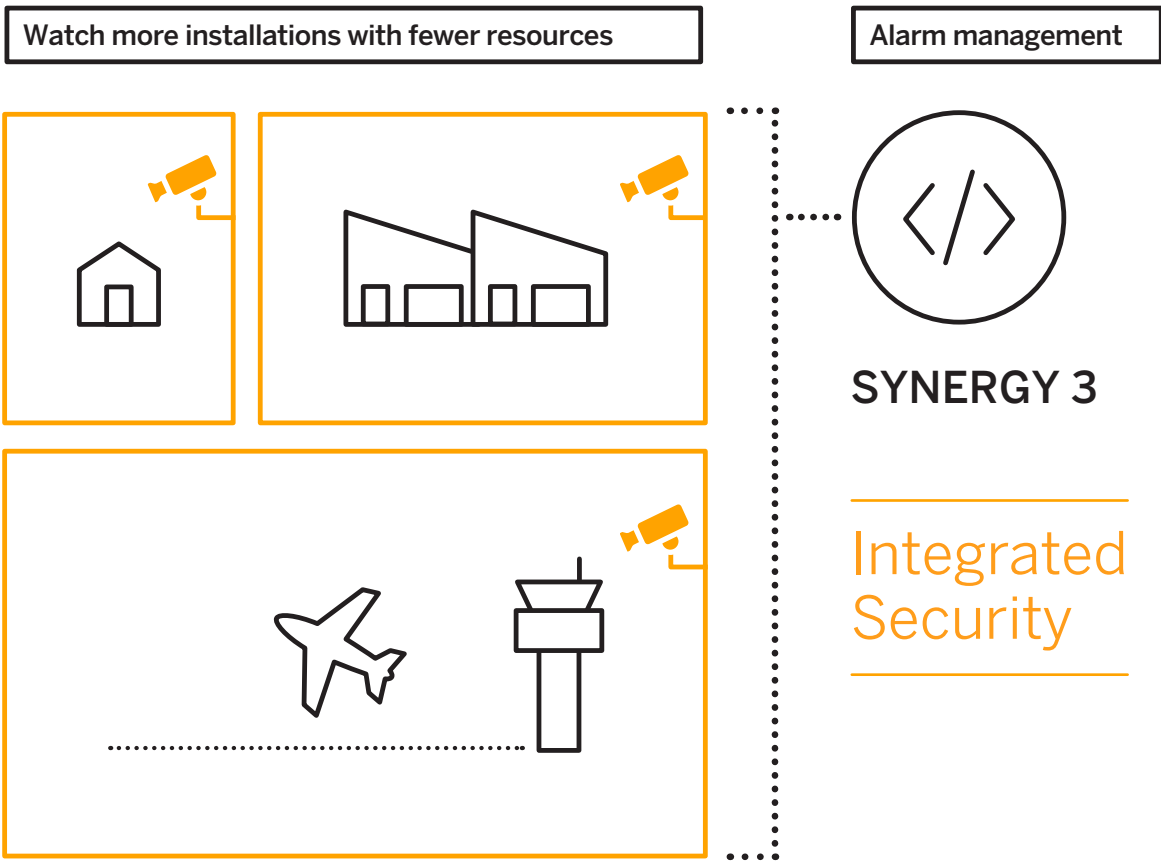 Watch more installations with fewer resources
Alarm management
SYNERGY 3
Integrated
Security